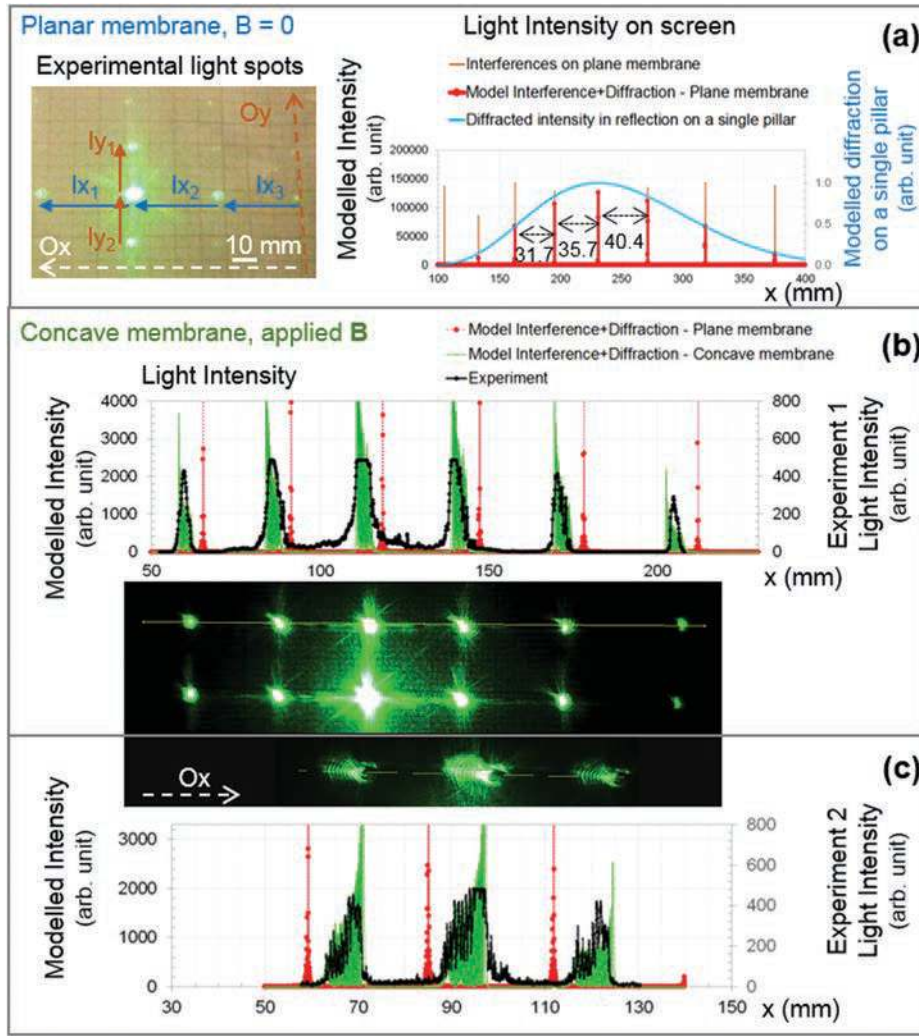 Planar membrane, B = 0
Experimental light spots
Oy
Iy1
Ix1
Ix2
Ix3
Iy2
Ox
10 mm
Light Intensity on screen
(a)
Interferences on plane membrane
Model Interference+Diffraction - Plane membrane
Diffracted intensity in reflection on a single pillar
Modelled Intensity
(arb. unit)
200000
150000
100000
50000
0
31.7
35.7
40.4
1.0
0.5
0.0
Modelled diffraction
on a single pillar
(arb. unit)
100 150 200 250 300 350 400
x (mm)
Concave membrane, applied B
(b)
Model Interference+Diffraction - Plane membrane
Model Interference+Diffraction - Concave membrane
Experiment
Light Intensity
Modelled Intensity
(arb. unit)
4000
3000
2000
1000
0
800
600
400
200
0
Experiment 1
Light Intensity
(arb. unit)
50 100 150 200
x (mm)
Ox
(c)
Modelled Intensity
(arb. unit)
3000
2000
1000
0
800
600
400
200
0
Experiment 2
Light Intensity
(arb. unit)
30 50 70 90 110 130 150
x (mm)